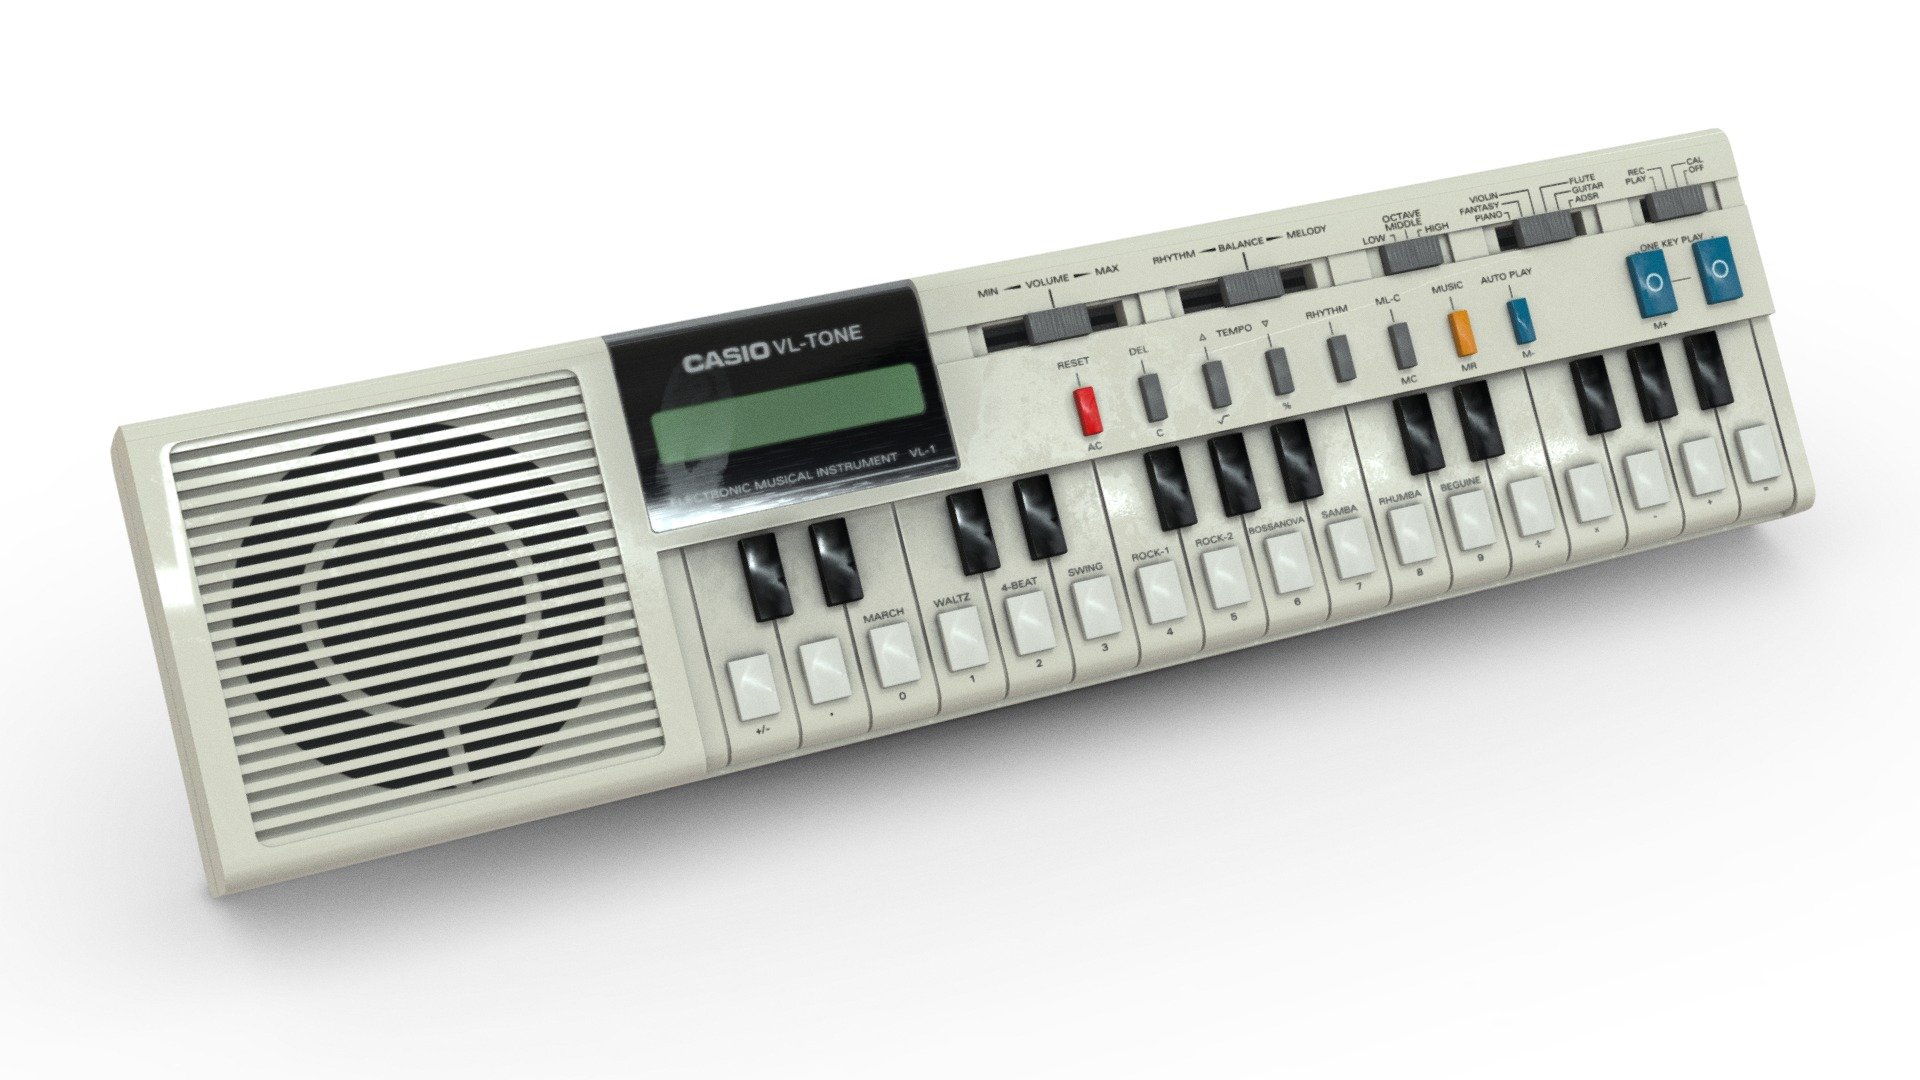 CASIO VL-TONE
ELECTRONIC MUSICAL INSTRUMENT VL-1
MIN VOLUME MAX
RHYTHM BALANCE MELODY
OCTAVE
LOW MIDDLE HIGH
VIOLIN
FANTASY
PIANO
FLUTE
GUITAR
ADSR
REC
PLAY
CAL
OFF
RESET
DEL
△ TEMPO ▽
RHYTHM
ML-C
MUSIC
AUTO PLAY
ONE KEY PLAY
AC
C
√
%
MC
MR
M-
M+
MARCH
WALTZ
4-BEAT
SWING
ROCK-1
ROCK-2
BOSSANOVA
SAMBA
RHUMBA
BEGUINE
+/-
.
0
1
2
3
4
5
6
7
8
9
÷
×
-
+
=